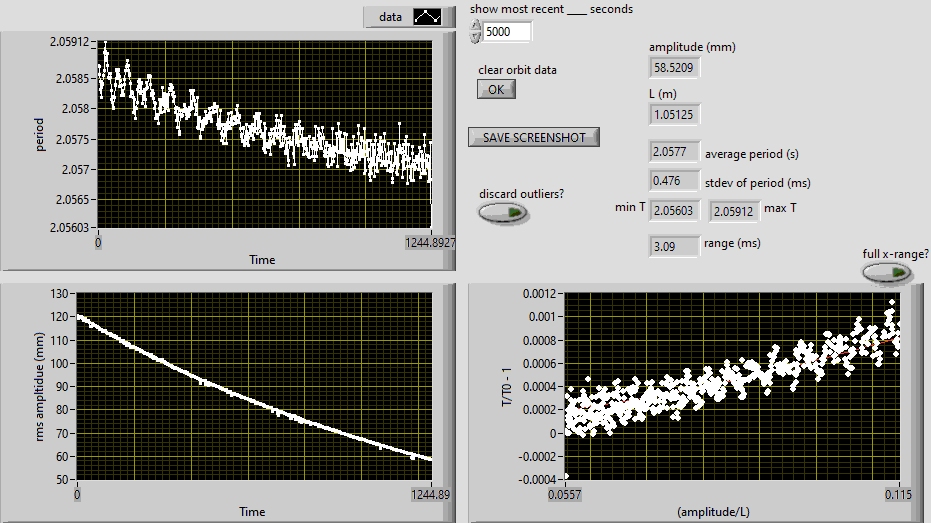 data
2.05912
2.0585
2.058
2.0575
2.057
2.0565
2.05603
period
0
1244.8927
Time
show most recent ___ seconds
5000
clear orbit data
OK
SAVE SCREENSHOT
discard outliers?
amplitude (mm)
58.5209
L (m)
1.05125
2.0577 average period (s)
0.476 stdev of period (ms)
min T 2.05603 2.05912 max T
3.09 range (ms)
full x-range?
130
120
110
100
90
80
70
60
50
rms ampltidue (mm)
0
1244.89
Time
0.0012
0.001
0.0008
0.0006
0.0004
0.0002
0
-0.0002
-0.0004
T/T0 - 1
0.0557
0.115
(amplitude/L)